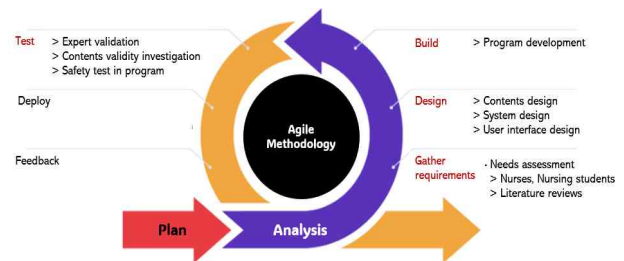 Test
> Expert validation
> Contents validity investigation
> Safety test in program
Deploy
Feedback
Agile
Methodology
Build
> Program development
Design
> Contents design
> System design
> User interface design
Gather
requirements
· Needs assessment
> Nurses, Nursing students
> Literature reviews
Plan
Analysis